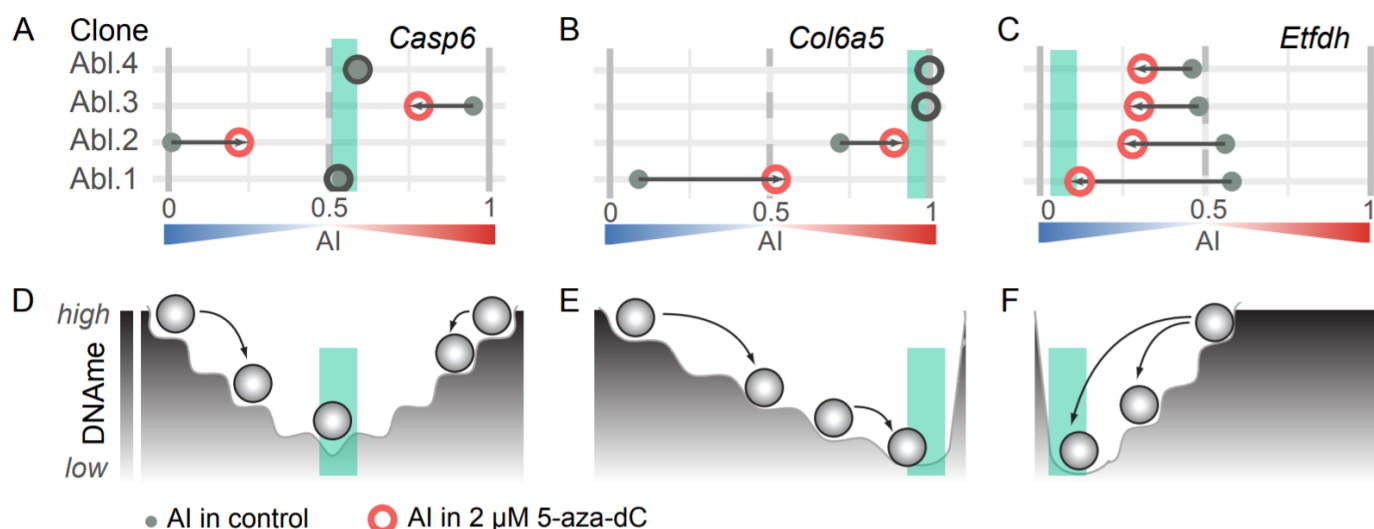 A Clone Casp6
Abl.4
Abl.3
Abl.2
Abl.1
0 0.5 1
AI
B Col6a5
0 0.5 1
AI
C Etfdh
0 0.5 1
AI
D high
DNAme
low
E
F
AI in control AI in 2 μM 5-aza-dC